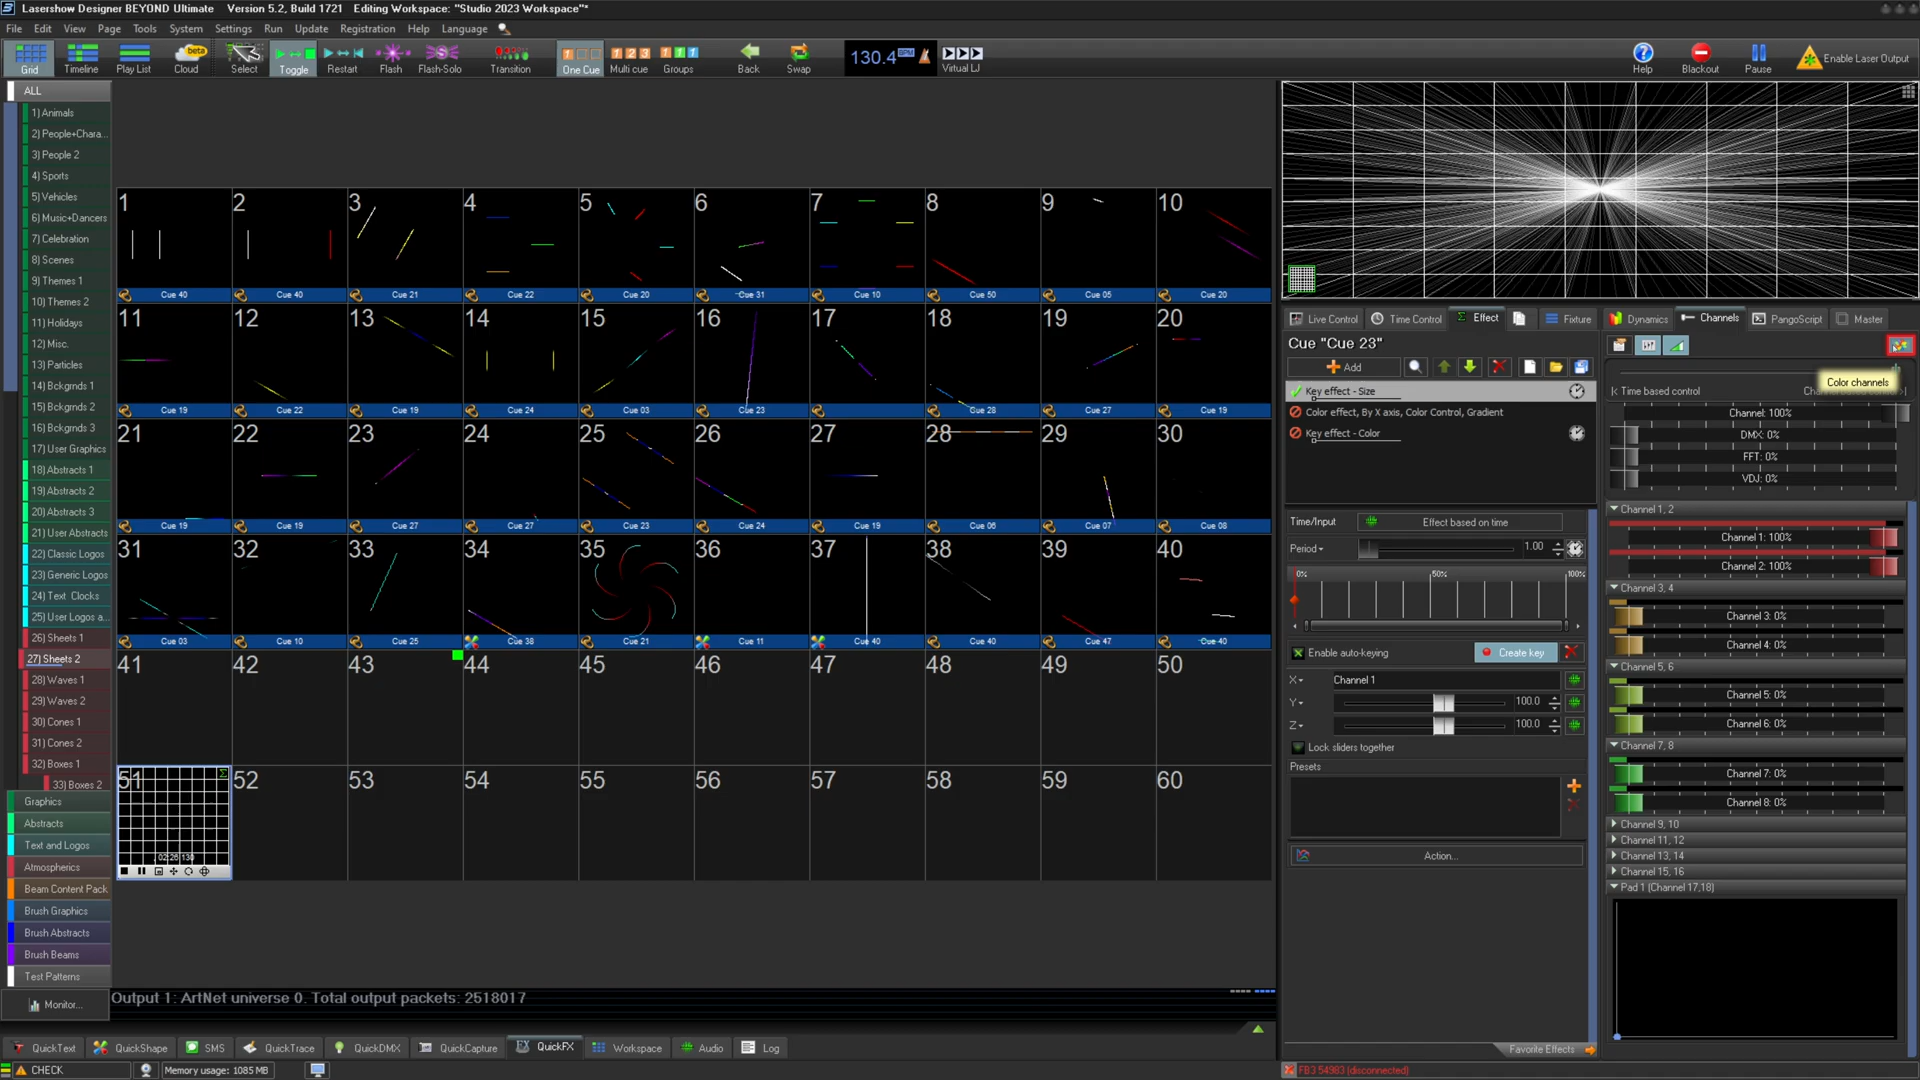 Lasershow Designer BEYOND Ultimate Version 5.2, Build 1721 Editing Workspace: "Studio 2023 Workspace"*
File Edit View Page Tools System Settings Run Update Registration Help Language
Grid Timeline Play List Cloud beta Select Toggle Restart Flash Flash-Solo Transition One Cue Multi cue Groups Back Swap 130.4 BPM Virtual LJ Help Blackout Pause Enable Laser Output
ALL
1) Animals
2) People+Chara...
3) People 2
4) Sports
5) Vehicles
6) Music+Dancers
7) Celebration
8) Scenes
9) Themes 1
10) Themes 2
11) Holidays
12) Misc.
13) Particles
14) Bckgrnds 1
15) Bckgrnds 2
16) Bckgrnds 3
17) User Graphics
18) Abstracts 1
19) Abstracts 2
20) Abstracts 3
21) User Abstracts
22) Classic Logos
23) Generic Logos
24) Text Clocks
25) User Logos a...
26) Sheets 1
27) Sheets 2
28) Waves 1
29) Waves 2
30) Cones 1
31) Cones 2
32) Boxes 1
33) Boxes 2
Graphics
Abstracts
Text and Logos
Atmospherics
Beam Content Pack
Brush Graphics
Brush Abstracts
Brush Beams
Test Patterns
Monitor...
1 2 3 4 5 6 7 8 9 10
Cue 40 Cue 40 Cue 21 Cue 22 Cue 20 Cue 31 Cue 10 Cue 50 Cue 05 Cue 20
11 12 13 14 15 16 17 18 19 20
Cue 19 Cue 22 Cue 19 Cue 24 Cue 03 Cue 23 Cue 24 Cue 28 Cue 27 Cue 19
21 22 23 24 25 26 27 28 29 30
Cue 19 Cue 19 Cue 27 Cue 27 Cue 23 Cue 24 Cue 19 Cue 06 Cue 07 Cue 08
31 32 33 34 35 36 37 38 39 40
Cue 03 Cue 10 Cue 25 Cue 38 Cue 21 Cue 11 Cue 40 Cue 40 Cue 47 Cue 40
41 42 43 44 45 46 47 48 49 50
51 52 53 54 55 56 57 58 59 60
Output 1: ArtNet universe 0. Total output packets: 2518017
QuickText QuickShape SMS QuickTrace QuickDMX QuickCapture QuickFX Workspace Audio Log
CHECK Memory usage: 1085 MB
Live Control Time Control Effect Fixture
Cue "Cue 23"
Add
Key effect - Size
Color effect, By X axis, Color Control, Gradient
Key effect - Color
Time/Input Effect based on time
Period 1.00
0% 50% 100%
Enable auto-keying Create key
X Channel 1
Y 100.0
Z 100.0
Lock sliders together
Presets
Action...
Favorite Effects
Dynamics Channels PangoScript Master
Color channels
Time based control
Channel: 100%
DMX: 0%
FFT: 0%
VDJ: 0%
Channel 1, 2
Channel 1: 100%
Channel 2: 100%
Channel 3, 4
Channel 3: 0%
Channel 4: 0%
Channel 5, 6
Channel 5: 0%
Channel 6: 0%
Channel 7, 8
Channel 7: 0%
Channel 8: 0%
Channel 9, 10
Channel 11, 12
Channel 13, 14
Channel 15, 16
Pad 1 (Channel 17,18)
FB3 54983 (disconnected)